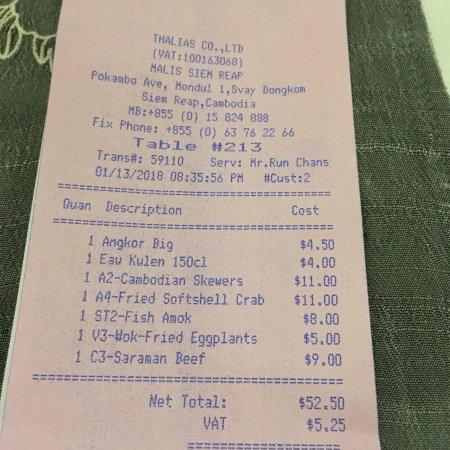 THALIAS CO.,LTD
(VAT:100163068)
MALIS SIEM REAP
Pokambo Ave, Mondul 1,Svay Dongkom
Siem Reap,Cambodia
MB:+855 (0) 15 824 888
Fix Phone: +855 (0) 63 76 22 66
Table #213
Trans#: 59110 Serv: Mr.Run Chans
01/13/2018 08:35:56 PM #Cust:2
Quan Description Cost
1 Angkor Big $4.50
1 Eau Kulen 150cl $4.00
1 A2-Cambodian Skewers $11.00
1 A4-Fried Softshell Crab $11.00
1 ST2-Fish Amok $8.00
1 V3-Wok-Fried Eggplants $5.00
1 C3-Saraman Beef $9.00
Net Total: $52.50
VAT $5.25